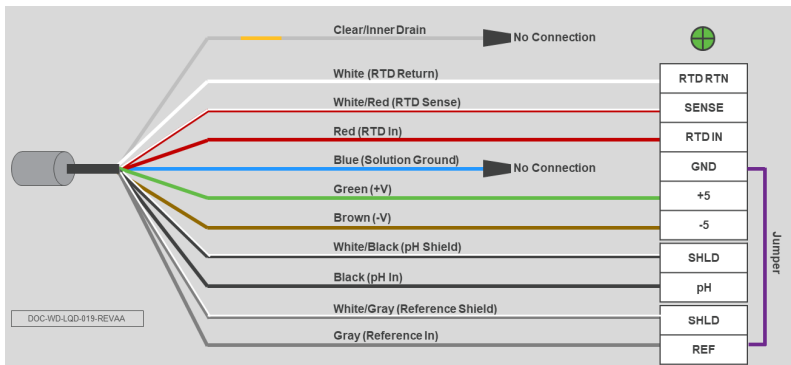 Clear/Inner Drain
No Connection
White (RTD Return)
RTD RTN
White/Red (RTD Sense)
SENSE
Red (RTD In)
RTD IN
Blue (Solution Ground)
No Connection
GND
Green (+V)
+5
Brown (-V)
-5
White/Black (pH Shield)
SHLD
Black (pH In)
pH
White/Gray (Reference Shield)
SHLD
Gray (Reference In)
REF
Jumper
DOC-WD-LQD-019-REVAA